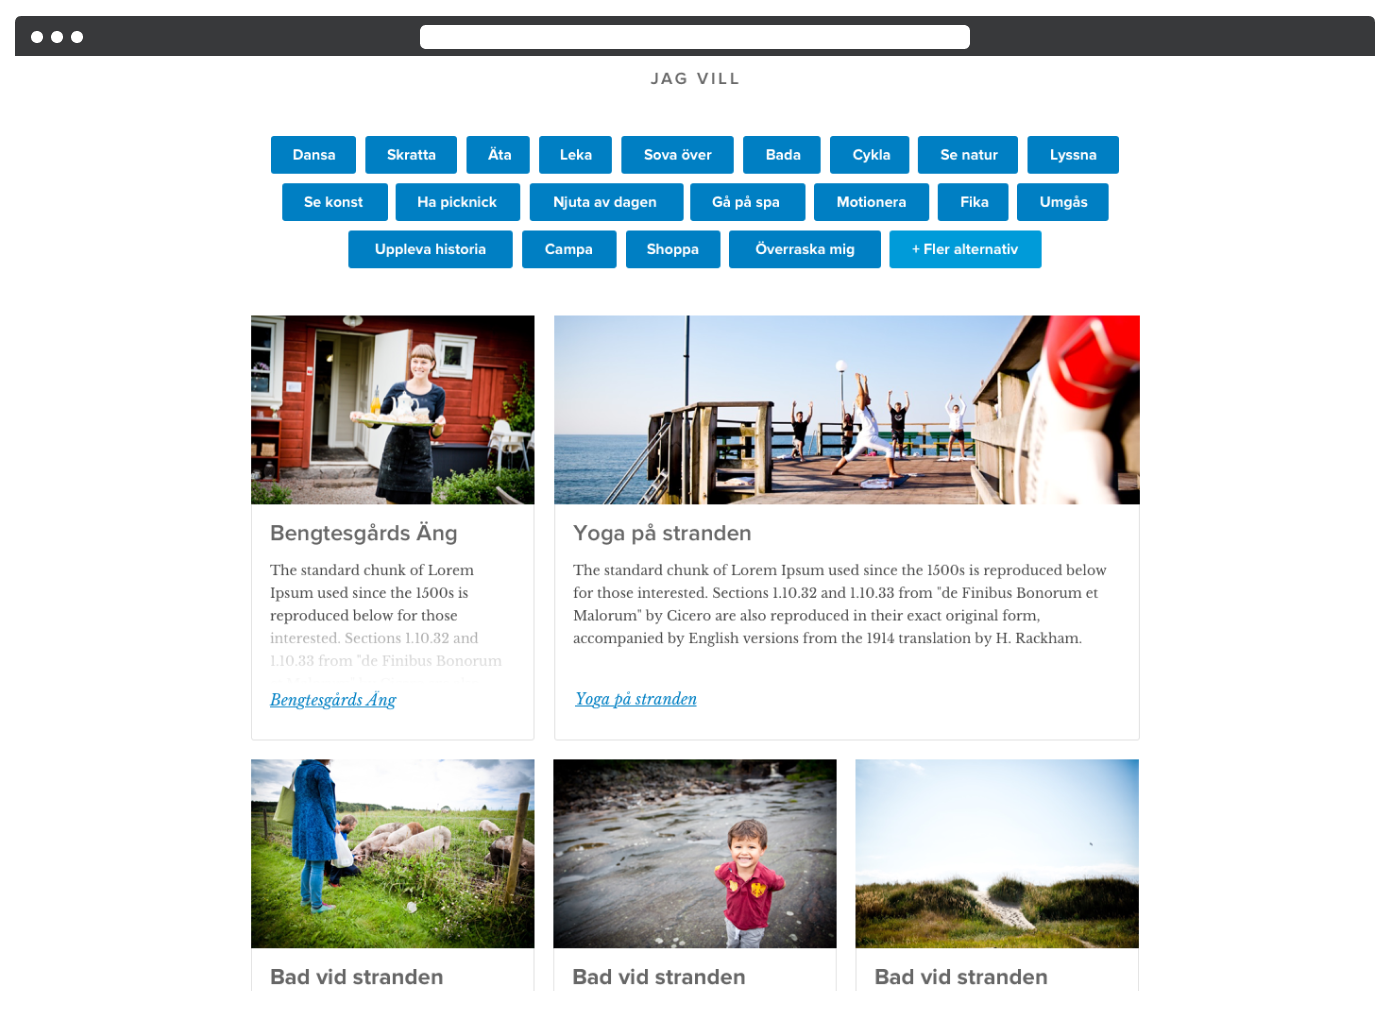 JAG VILL
Dansa Skratta Äta Leka Sova över Bada Cykla Se natur Lyssna
Se konst Ha picknick Njuta av dagen Gå på spa Motionera Fika Umgås
Uppleva historia Campa Shoppa Överraska mig + Fler alternativ
Bengtesgårds Äng
The standard chunk of Lorem
Ipsum used since the 1500s is
reproduced below for those
interested. Sections 1.10.32 and
1.10.33 from "de Finibus Bonorum
Bengtesgårds Äng
Yoga på stranden
The standard chunk of Lorem Ipsum used since the 1500s is reproduced below
for those interested. Sections 1.10.32 and 1.10.33 from "de Finibus Bonorum et
Malorum" by Cicero are also reproduced in their exact original form,
accompanied by English versions from the 1914 translation by H. Rackham.
Yoga på stranden
Bad vid stranden
Bad vid stranden
Bad vid stranden